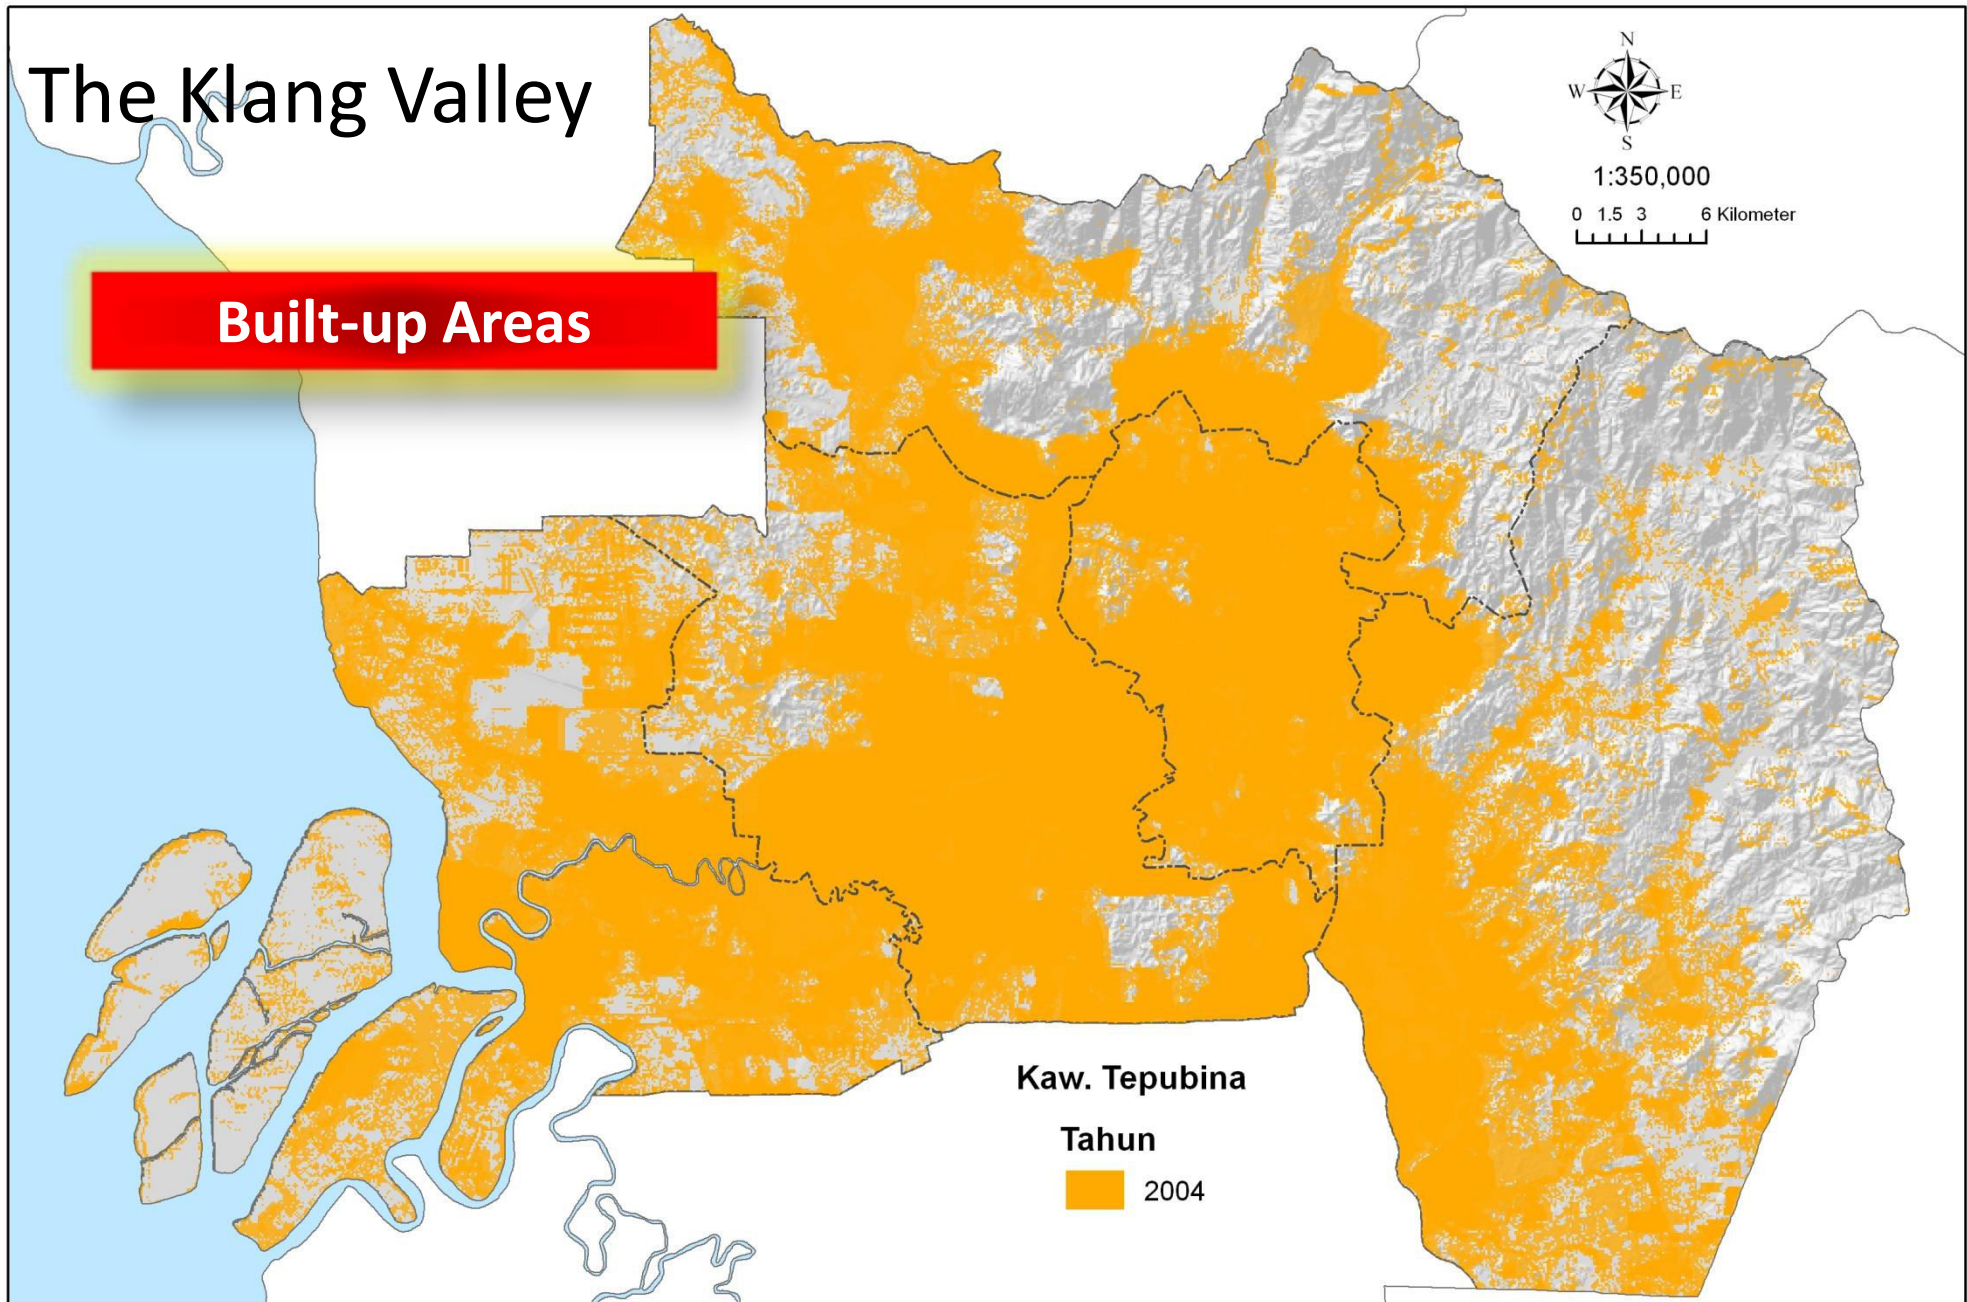 The Klang Valley
Built-up Areas
N
W E
S
1:350,000
0 1.5 3 6 Kilometer
Kaw. Tepubina
Tahun
2004